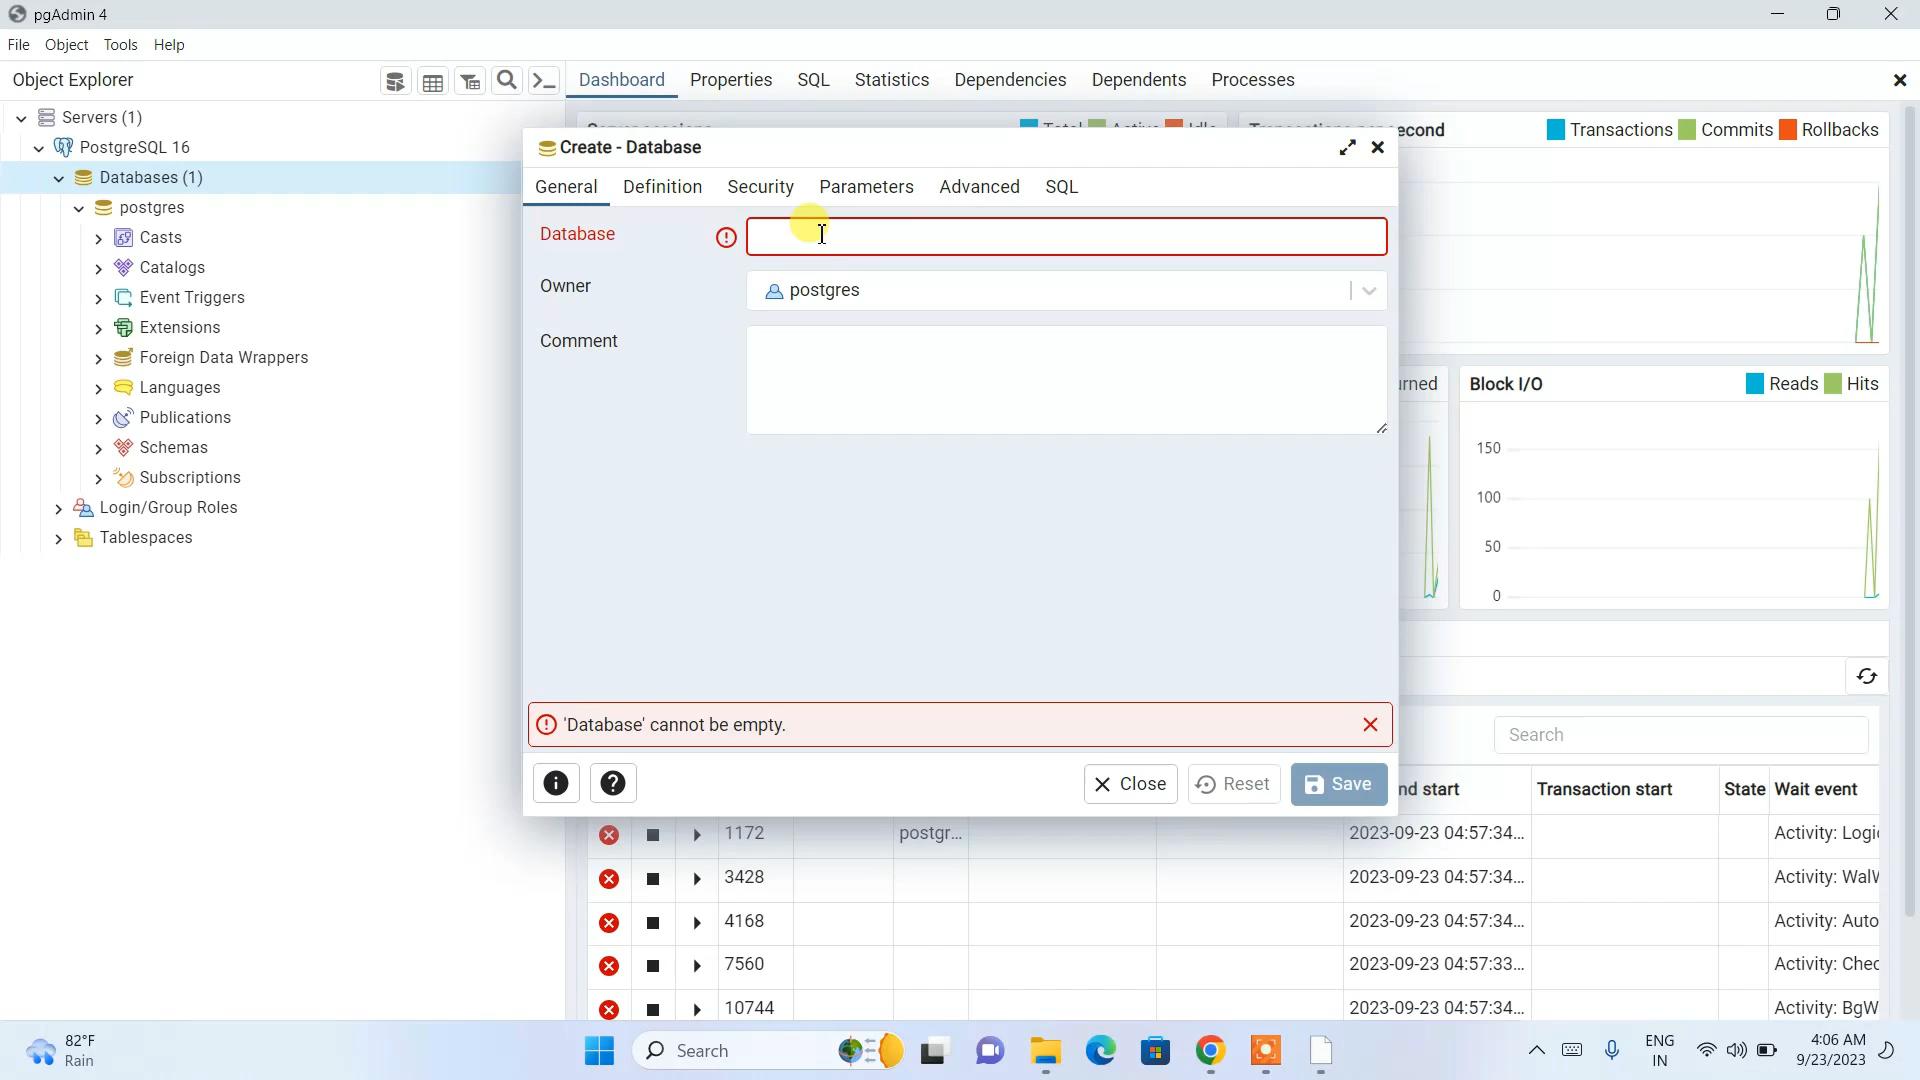 pgAdmin 4
File Object Tools Help
Object Explorer
Dashboard Properties SQL Statistics Dependencies Dependents Processes
Servers (1)
PostgreSQL 16
Databases (1)
postgres
Casts
Catalogs
Event Triggers
Extensions
Foreign Data Wrappers
Languages
Publications
Schemas
Subscriptions
Login/Group Roles
Tablespaces
Transactions Commits Rollbacks
Create - Database
General Definition Security Parameters Advanced SQL
Database
Owner postgres
Comment
'Database' cannot be empty.
Close Reset Save
Block I/O Reads Hits
150
100
50
0
Search
Transaction start State Wait event
1172 postgr... 2023-09-23 04:57:34... Activity: Logi
3428 2023-09-23 04:57:34... Activity: Wal
4168 2023-09-23 04:57:34... Activity: Auto
7560 2023-09-23 04:57:33... Activity: Chec
10744 2023-09-23 04:57:34... Activity: BgW
82°F
Rain
Search
ENG
IN
4:06 AM
9/23/2023